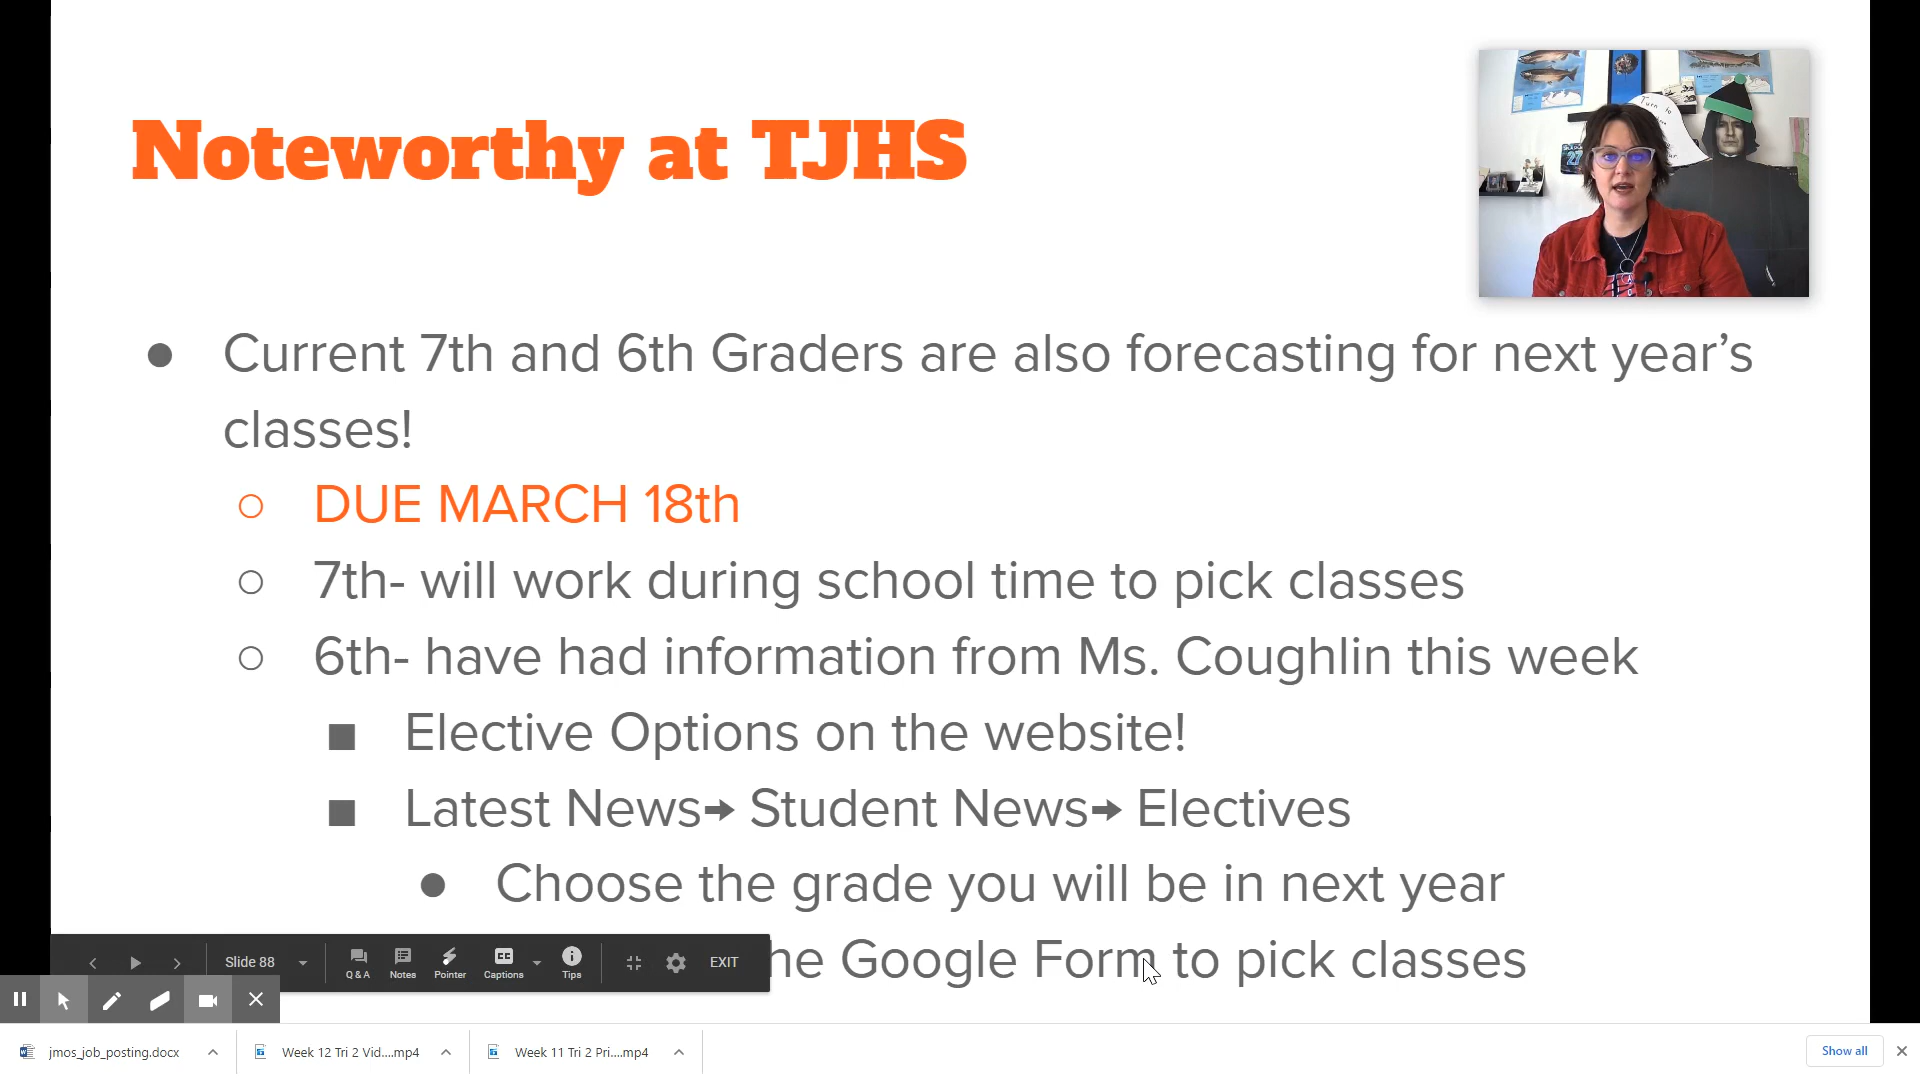 Noteworthy at TJHS
Turn to
27
● Current 7th and 6th Graders are also forecasting for next year’s
classes!
○ DUE MARCH 18th
○ 7th- will work during school time to pick classes
○ 6th- have had information from Ms. Coughlin this week
■ Elective Options on the website!
■ Latest News➡ Student News➡ Electives
● Choose the grade you will be in next year
he Google Form to pick classes
Slide 88
Q & A Notes Pointer Captions Tips EXIT
jmos_job_posting.docx Week 12 Tri 2 Vid....mp4 Week 11 Tri 2 Pri....mp4 Show all